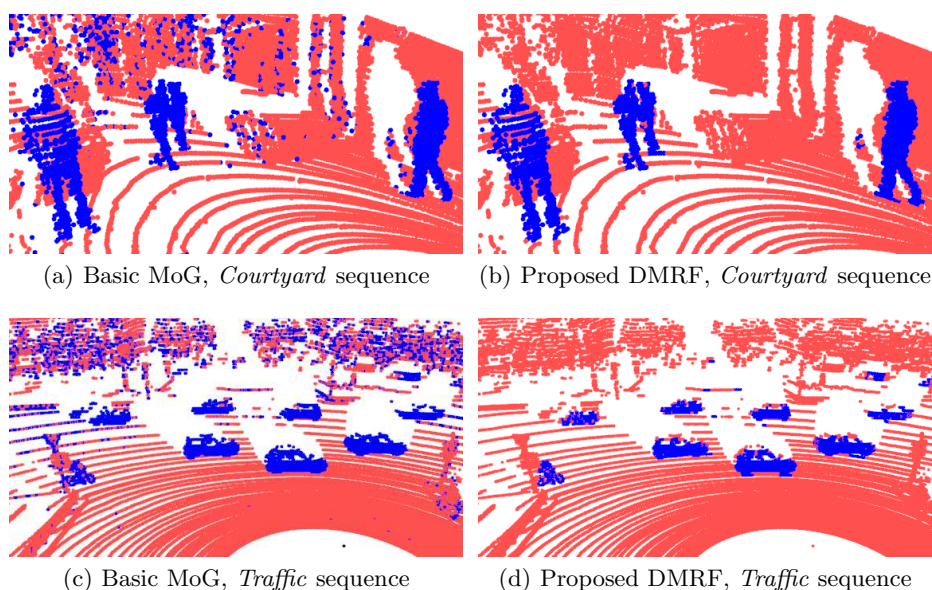 (a) Basic MoG, Courtyard sequence
(b) Proposed DMRF, Courtyard sequence
(c) Basic MoG, Traffic sequence
(d) Proposed DMRF, Traffic sequence